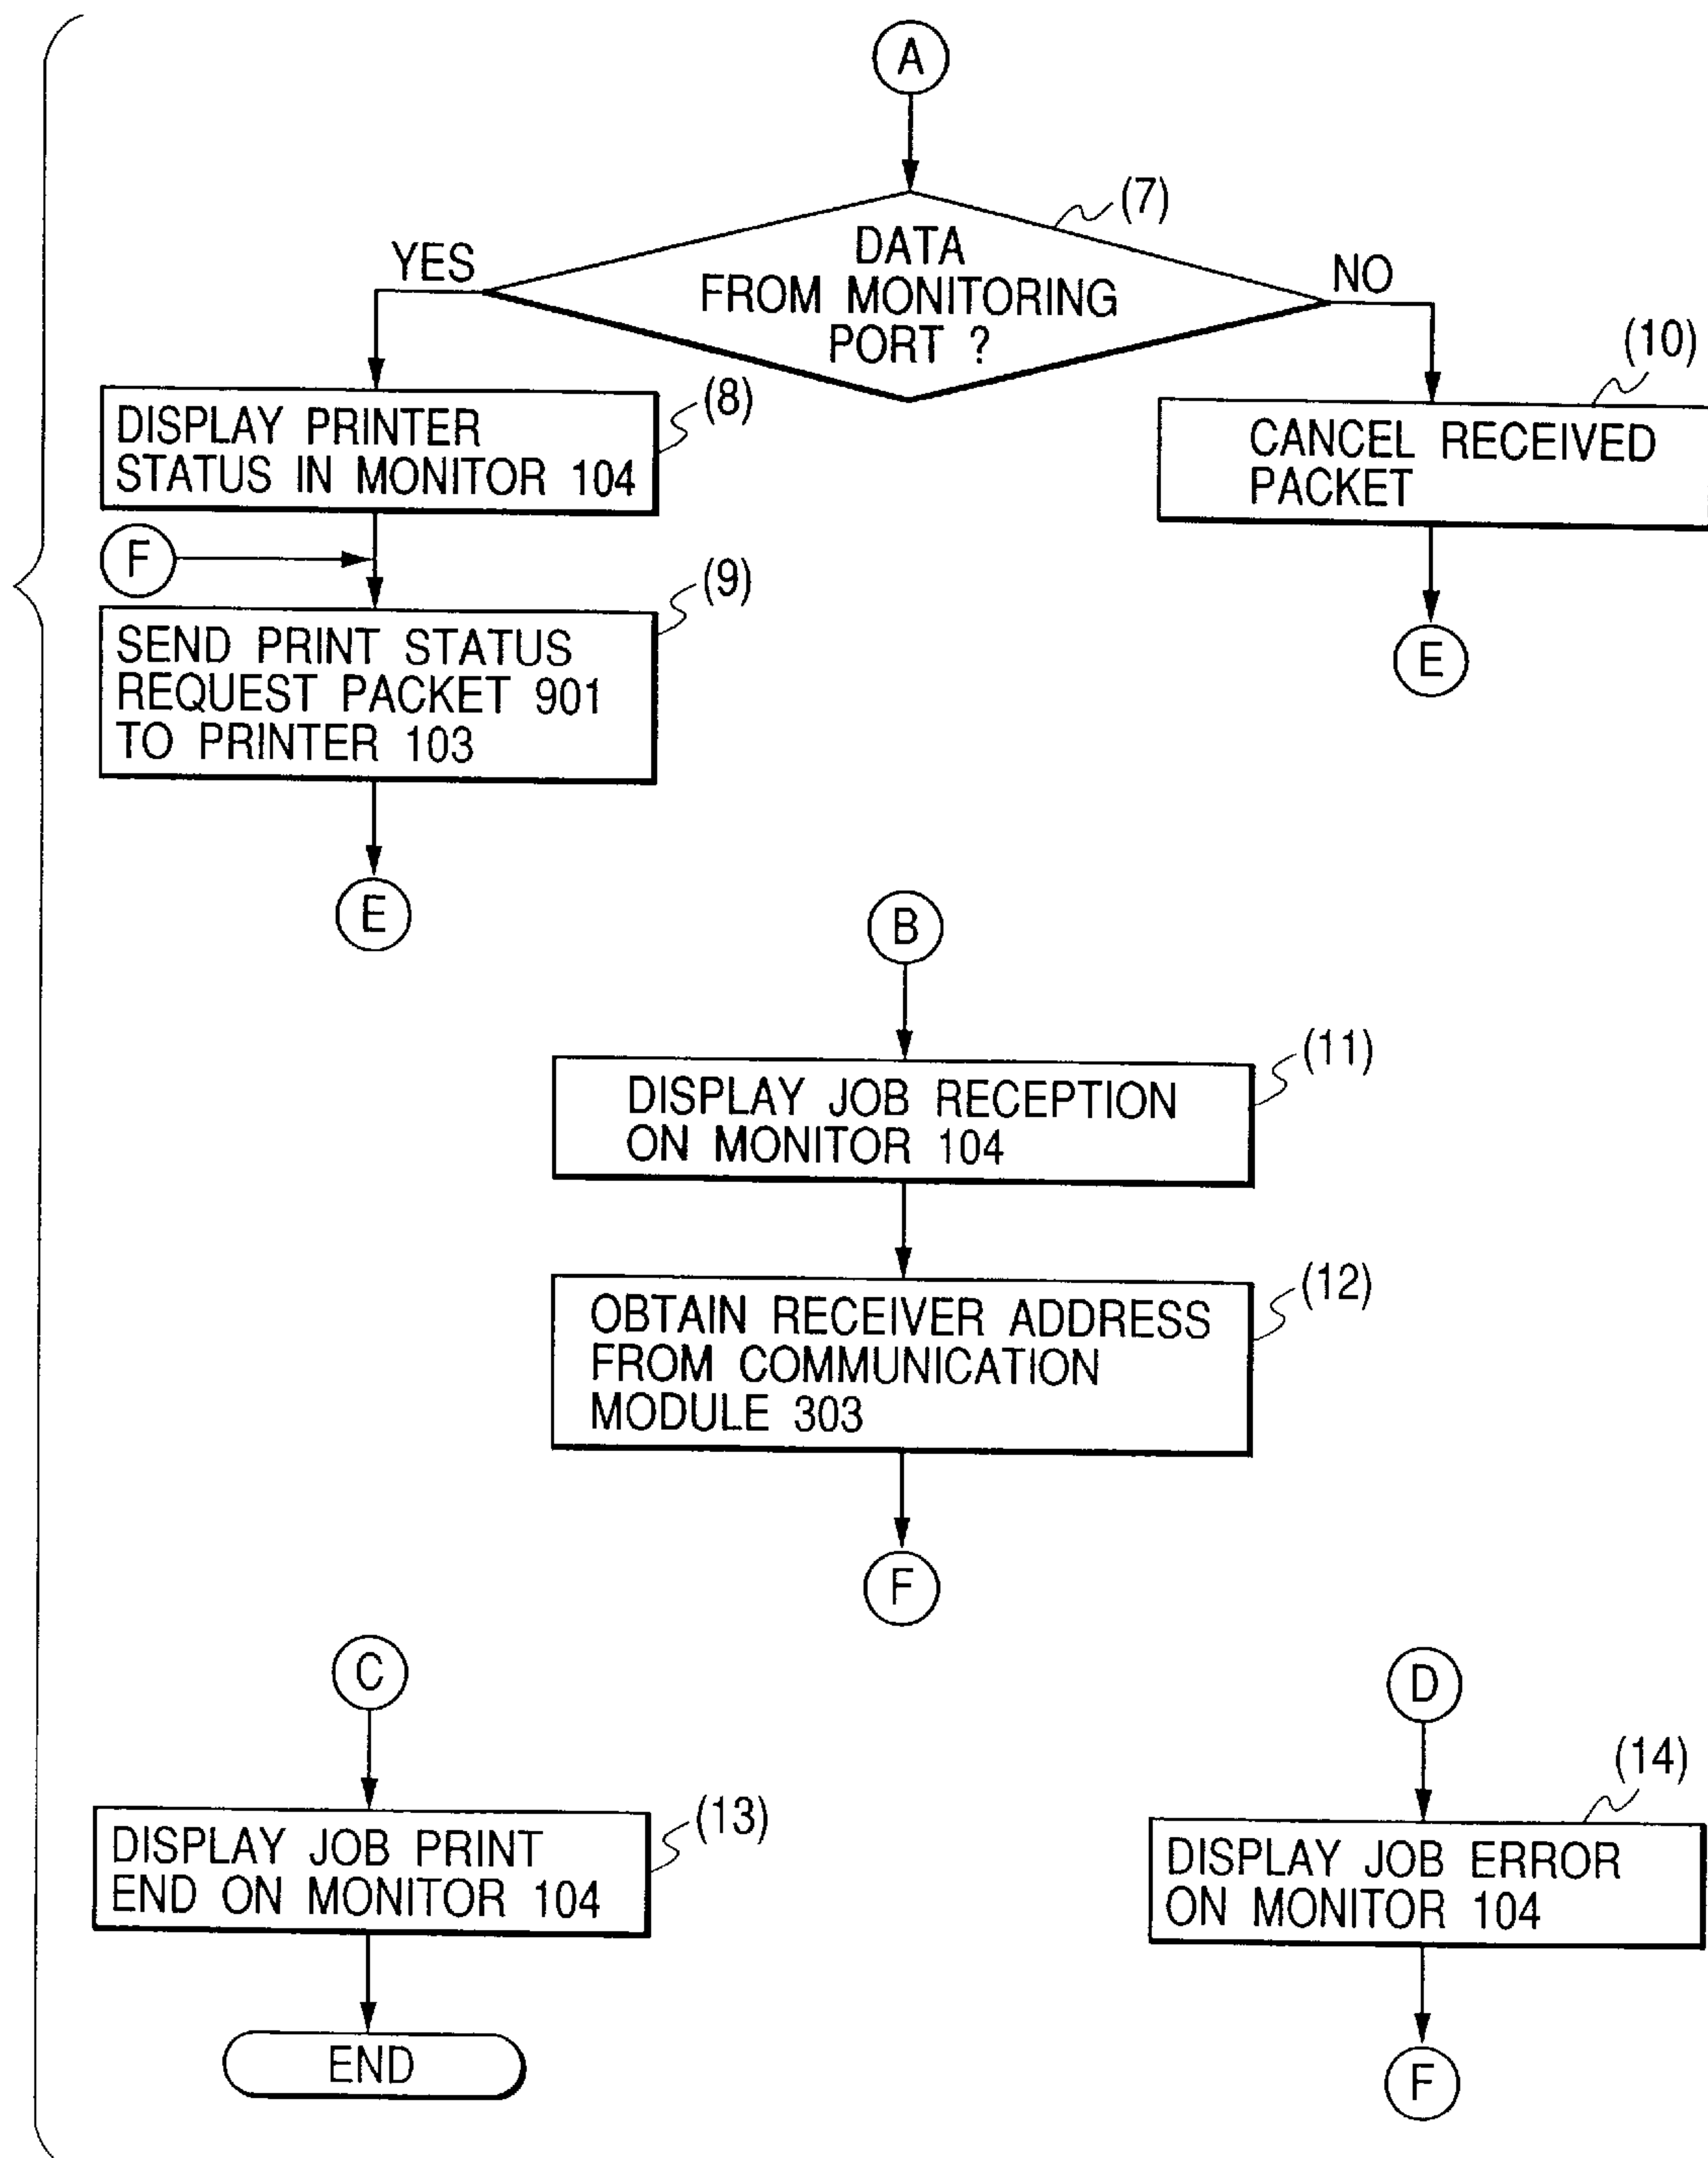 A
(7)
DATA
FROM MONITORING
PORT ?
YES
NO
(8)
DISPLAY PRINTER
STATUS IN MONITOR 104
(10)
CANCEL RECEIVED
PACKET
F
(9)
SEND PRINT STATUS
REQUEST PACKET 901
TO PRINTER 103
E
E
B
(11)
DISPLAY JOB RECEPTION
ON MONITOR 104
(12)
OBTAIN RECEIVER ADDRESS
FROM COMMUNICATION
MODULE 303
F
C
(13)
DISPLAY JOB PRINT
END ON MONITOR 104
END
D
(14)
DISPLAY JOB ERROR
ON MONITOR 104
F